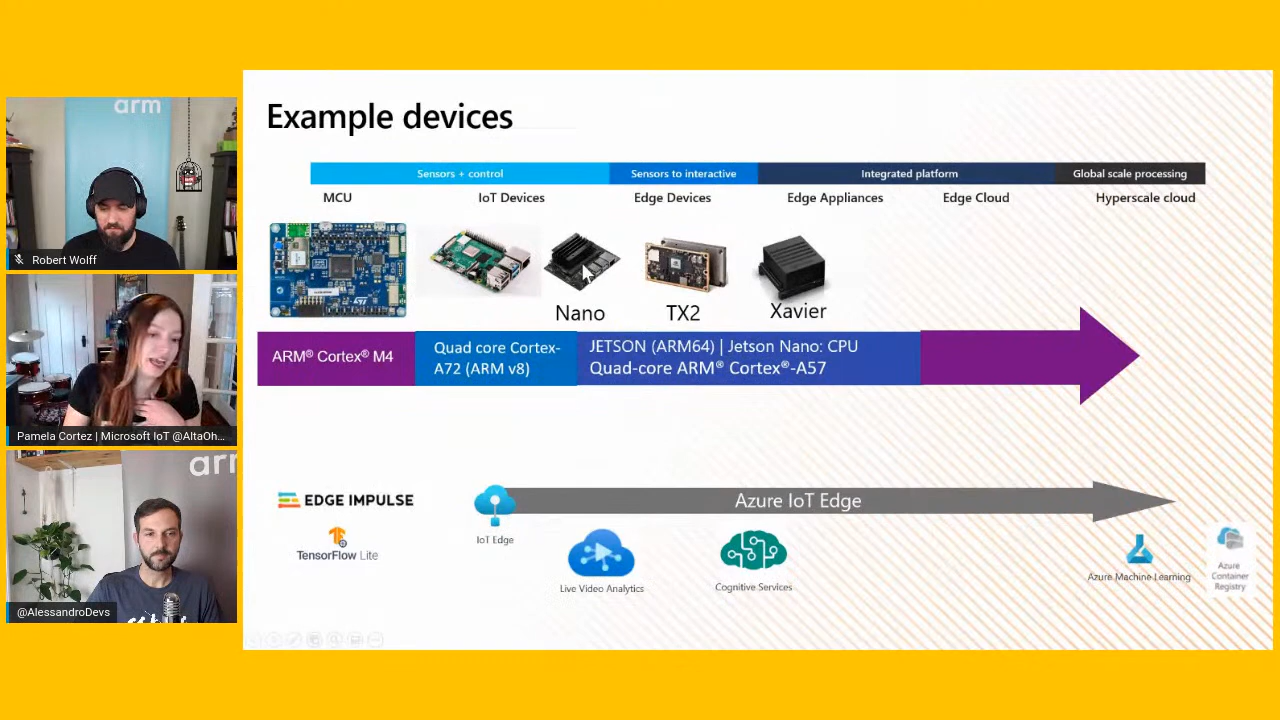 arm
Robert Wolff
Pamela Cortez | Microsoft IoT @AltaOh...
arm
@AlessandroDevs
Example devices
Sensors + control
Sensors to interactive
Integrated platform
Global scale processing
MCU
IoT Devices
Edge Devices
Edge Appliances
Edge Cloud
Hyperscale cloud
Nano
TX2
Xavier
ARM® Cortex® M4
Quad core Cortex-
A72 (ARM v8)
JETSON (ARM64) | Jetson Nano: CPU
Quad-core ARM® Cortex®-A57
EDGE IMPULSE
TensorFlow Lite
IoT Edge
Azure IoT Edge
Live Video Analytics
Cognitive Services
Azure Machine Learning
Azure
Container
Registry